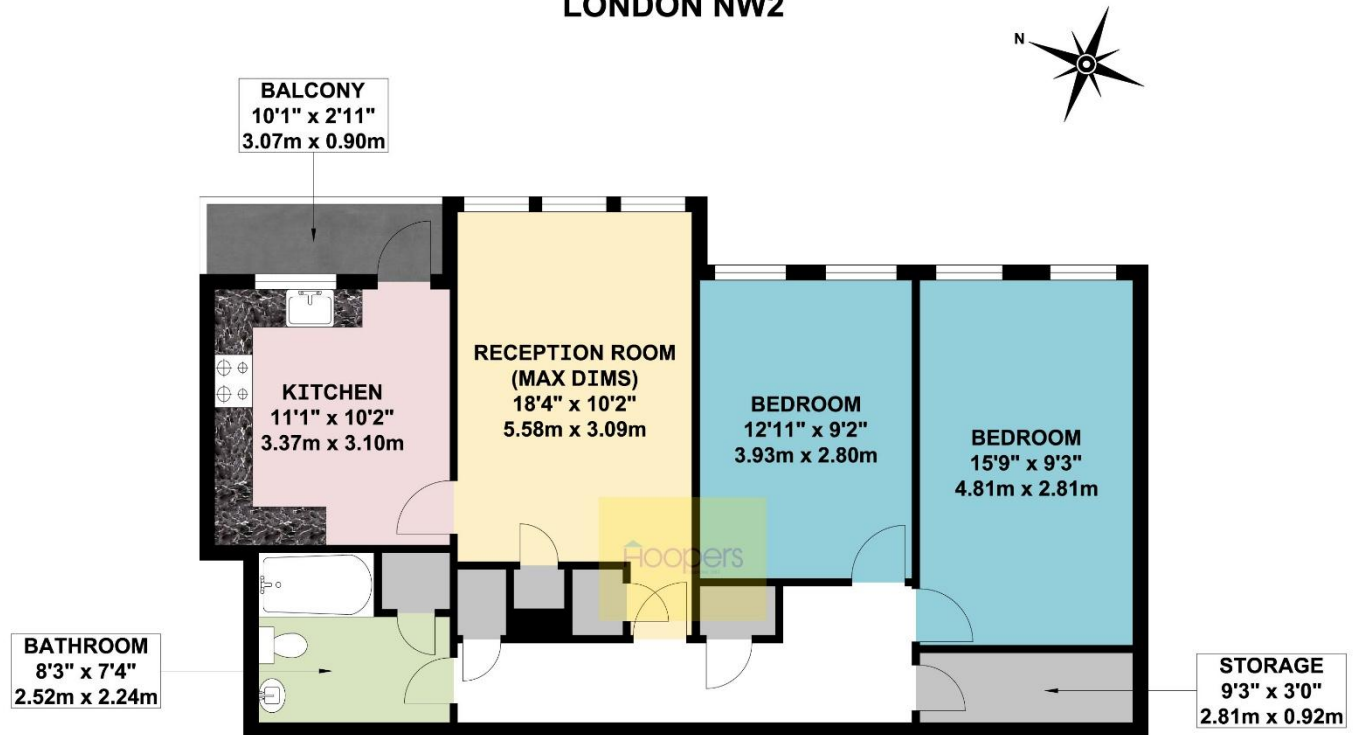 LONDON NW2
N
BALCONY
10'1" x 2'11"
3.07m x 0.90m
KITCHEN
11'1" x 10'2"
3.37m x 3.10m
RECEPTION ROOM
(MAX DIMS)
18'4" x 10'2"
5.58m x 3.09m
BEDROOM
12'11" x 9'2"
3.93m x 2.80m
BEDROOM
15'9" x 9'3"
4.81m x 2.81m
Hoopers
BATHROOM
8'3" x 7'4"
2.52m x 2.24m
STORAGE
9'3" x 3'0"
2.81m x 0.92m